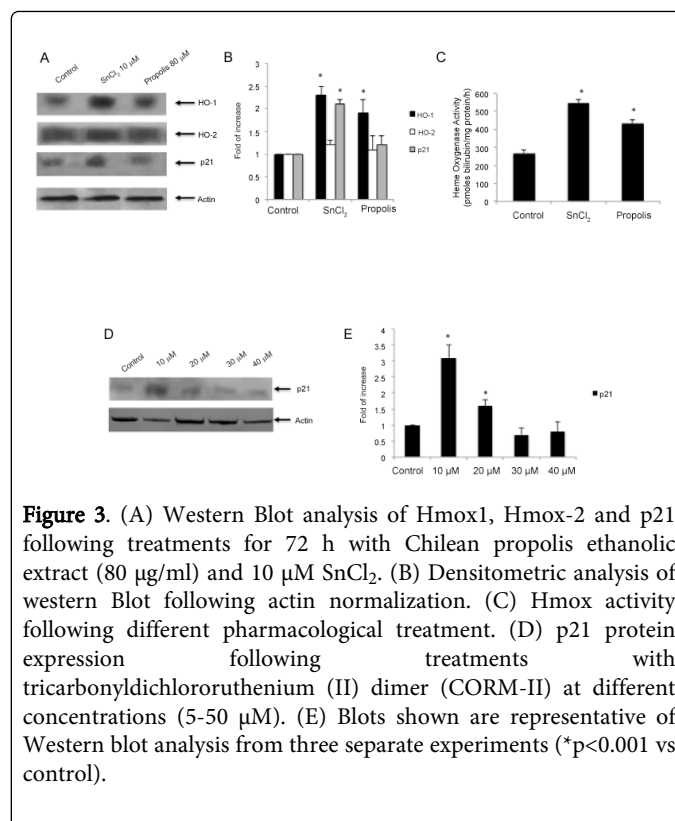 A
Control
SnCl2 10 µM
Propolis 80 µM
HO-1
HO-2
p21
Actin
B
Fold of increase
3
2.5
2
1.5
1
0.5
0
*
*
*
Control
SnCl2
Propolis
HO-1
HO-2
p21
C
Heme Oxygenase Activity
(pmoles bilirubin/mg protein/h)
600
500
400
300
200
100
0
*
*
Control
SnCl2
Propolis
D
Control
10 µM
20 µM
30 µM
40 µM
p21
Actin
E
Fold of increase
4
3.5
3
2.5
2
1.5
1
0.5
0
*
*
Control
10 µM
20 µM
30 µM
40 µM
p21
Figure 3. (A) Western Blot analysis of Hmox1, Hmox-2 and p21
following treatments for 72 h with Chilean propolis ethanolic
extract (80 µg/ml) and 10 µM SnCl2. (B) Densitometric analysis of
western Blot following actin normalization. (C) Hmox activity
following different pharmacological treatment. (D) p21 protein
expression following treatments with
tricarbonyldichlororuthenium (II) dimer (CORM-II) at different
concentrations (5-50 µM). (E) Blots shown are representative of
Western blot analysis from three separate experiments (*p<0.001 vs
control).